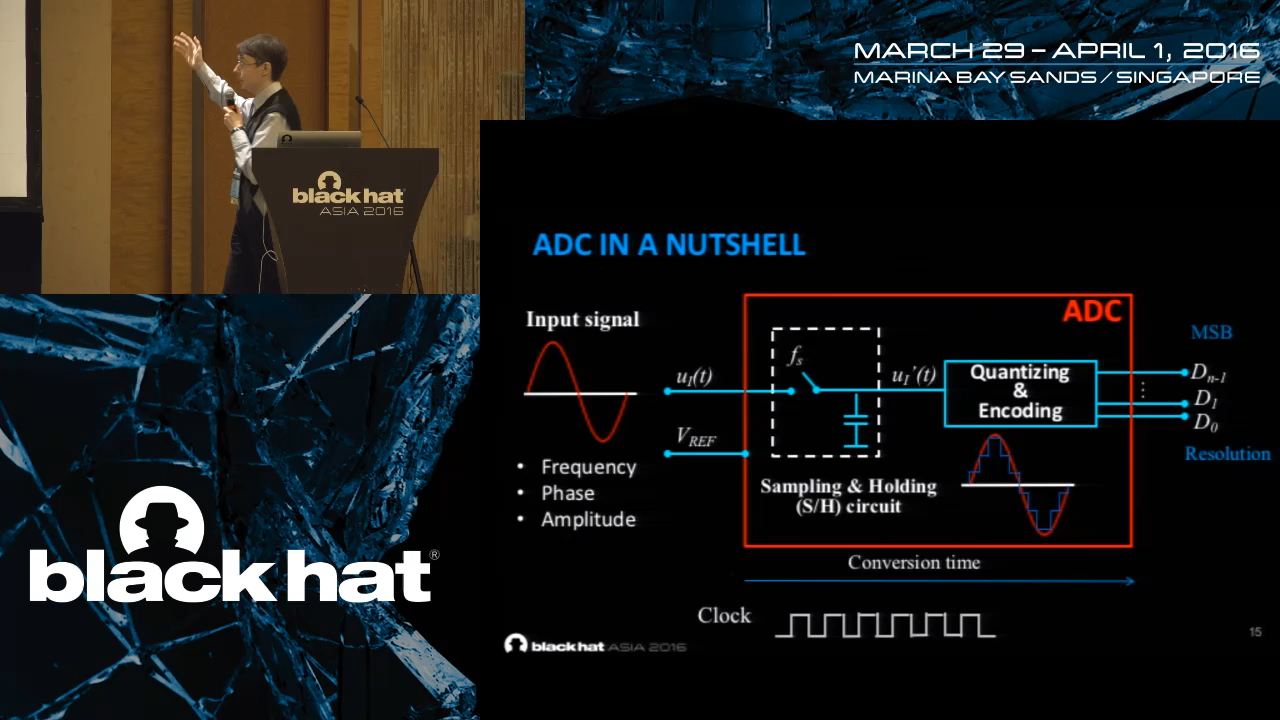 MARCH 29 – APRIL 1, 2016
MARINA BAY SANDS / SINGAPORE
black hat
ASIA 2016
ADC IN A NUTSHELL
Input signal
ADC
MSB
fs
uI(t)
uI’(t)
Quantizing
&
Encoding
Dn-1
⋮
D1
D0
VREF
Resolution
• Frequency
• Phase
• Amplitude
Sampling & Holding
(S/H) circuit
Conversion time
Clock
black hat ASIA 2016
15
black hat®